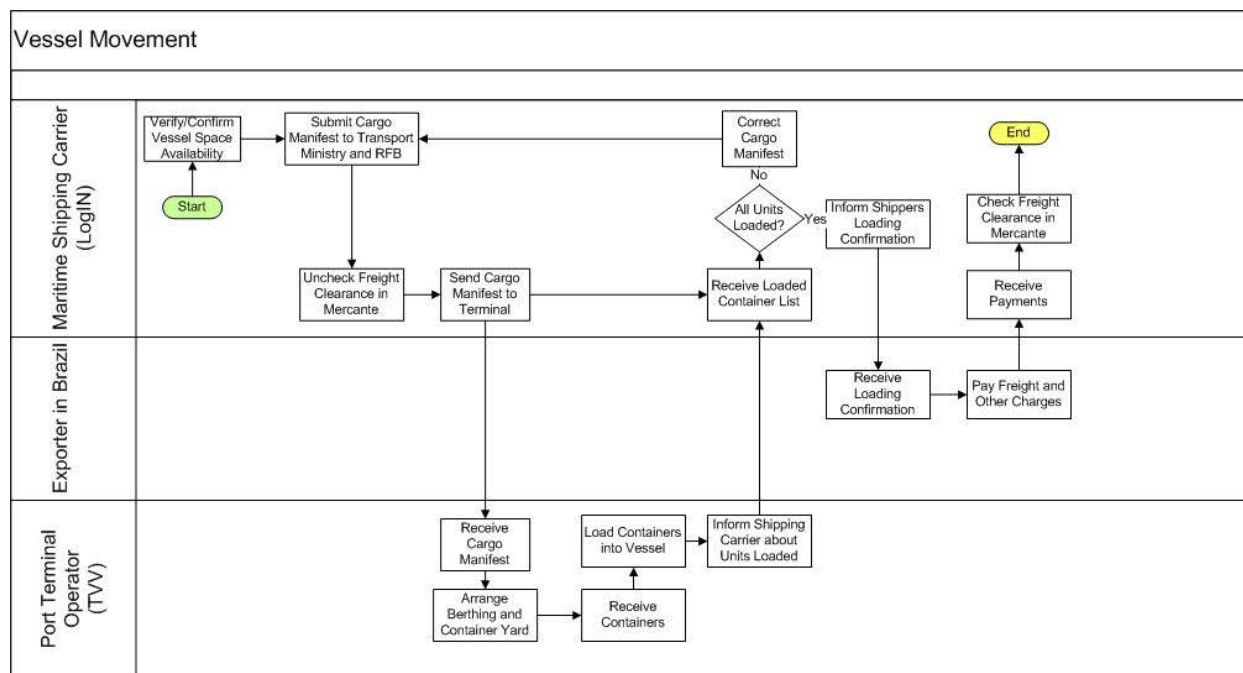 Vessel Movement
Maritime Shipping Carrier
(LogIN)
Verify/Confirm
Vessel Space
Availability
Start
Submit Cargo
Manifest to Transport
Ministry and RFB
Correct
Cargo
Manifest
No
All Units
Loaded?
Yes
Inform Shippers
Loading
Confirmation
End
Check Freight
Clearance in
Mercante
Uncheck Freight
Clearance in
Mercante
Send Cargo
Manifest to
Terminal
Receive Loaded
Container List
Receive
Payments
Exporter in Brazil
Receive
Loading
Confirmation
Pay Freight and
Other Charges
Port Terminal
Operator
(TVV)
Receive
Cargo
Manifest
Arrange
Berthing and
Container Yard
Receive
Containers
Load Containers
into Vessel
Inform Shipping
Carrier about
Units Loaded